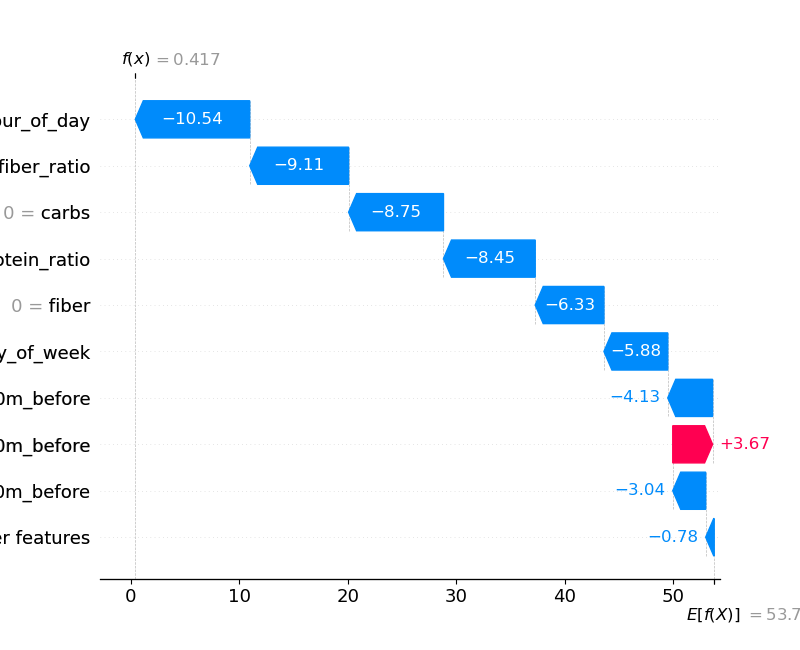 f(x) = 0.417
our_of_day −10.54
fiber_ratio −9.11
0 = carbs −8.75
otein_ratio −8.45
0 = fiber −6.33
y_of_week −5.88
0m_before −4.13
0m_before +3.67
0m_before −3.04
er features −0.78
0 10 20 30 40 50
E[f(X)] = 53.7